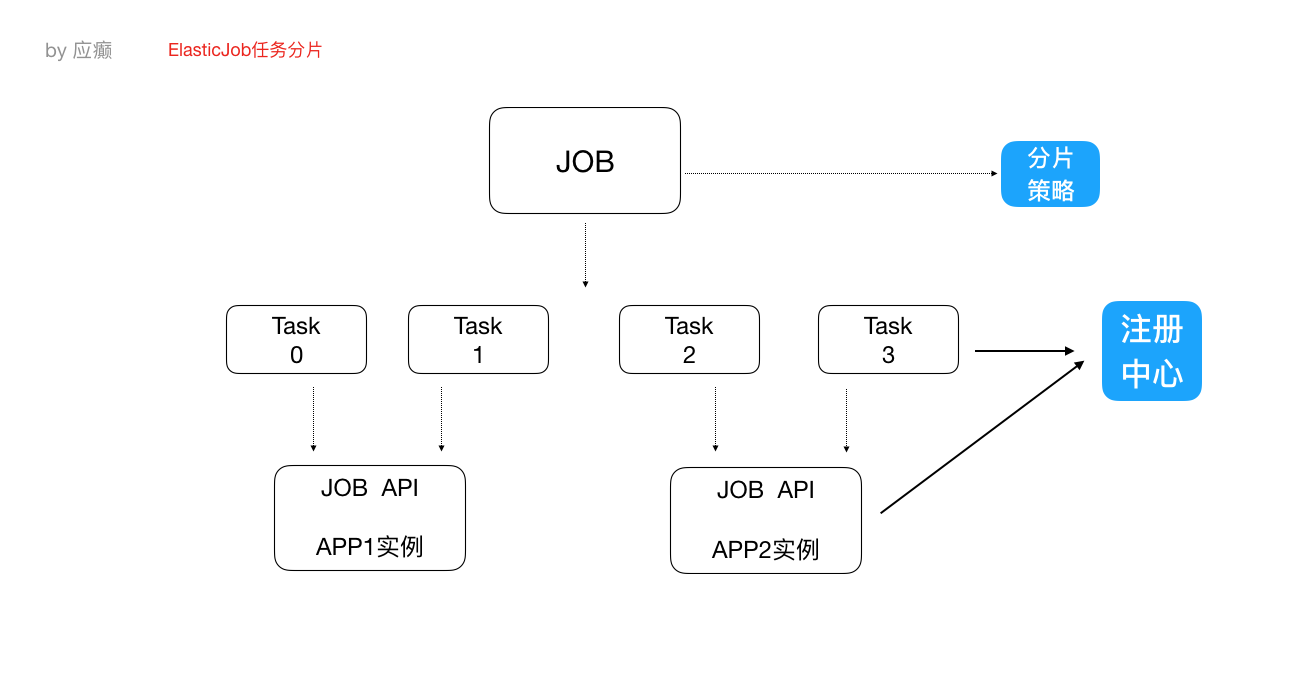 by 应癫
ElasticJob任务分片
JOB
分片
策略
Task
0
Task
1
Task
2
Task
3
注册
中心
JOB API
APP1实例
JOB API
APP2实例